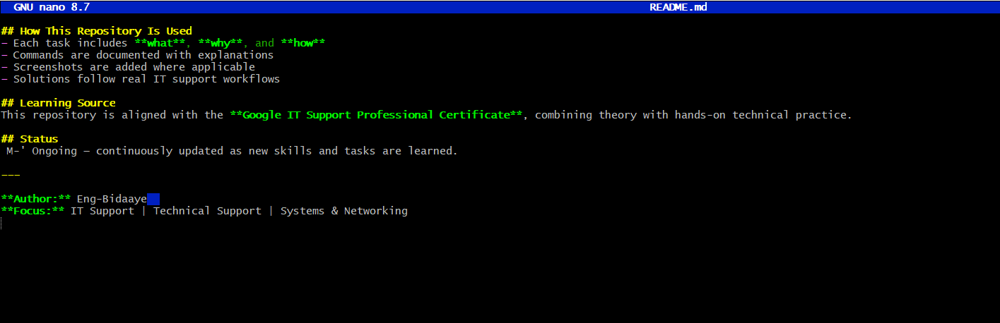 GNU nano 8.7 README.md
## How This Repository Is Used
- Each task includes **what**, **why**, and **how**
- Commands are documented with explanations
- Screenshots are added where applicable
- Solutions follow real IT support workflows
## Learning Source
This repository is aligned with the **Google IT Support Professional Certificate**, combining theory with hands-on technical practice.
## Status
M-' Ongoing – continuously updated as new skills and tasks are learned.
---
**Author:** Eng-Bidaaye
**Focus:** IT Support | Technical Support | Systems & Networking